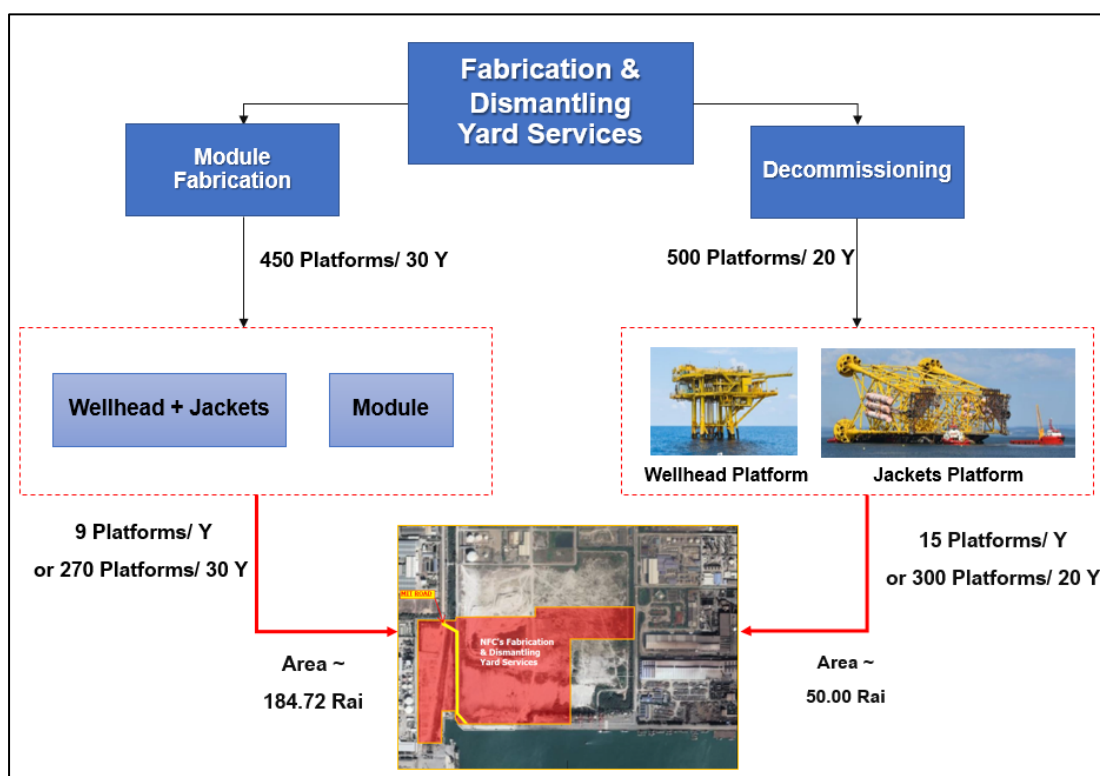 Fabrication &
Dismantling
Yard Services
Module
Fabrication
Decommissioning
450 Platforms/ 30 Y
500 Platforms/ 20 Y
Wellhead + Jackets
Module
Wellhead Platform
Jackets Platform
9 Platforms/ Y
or 270 Platforms/ 30 Y
15 Platforms/ Y
or 300 Platforms/ 20 Y
NFC's Fabrication
& Dismantling
Yard Services
Area ~
184.72 Rai
Area ~
50.00 Rai